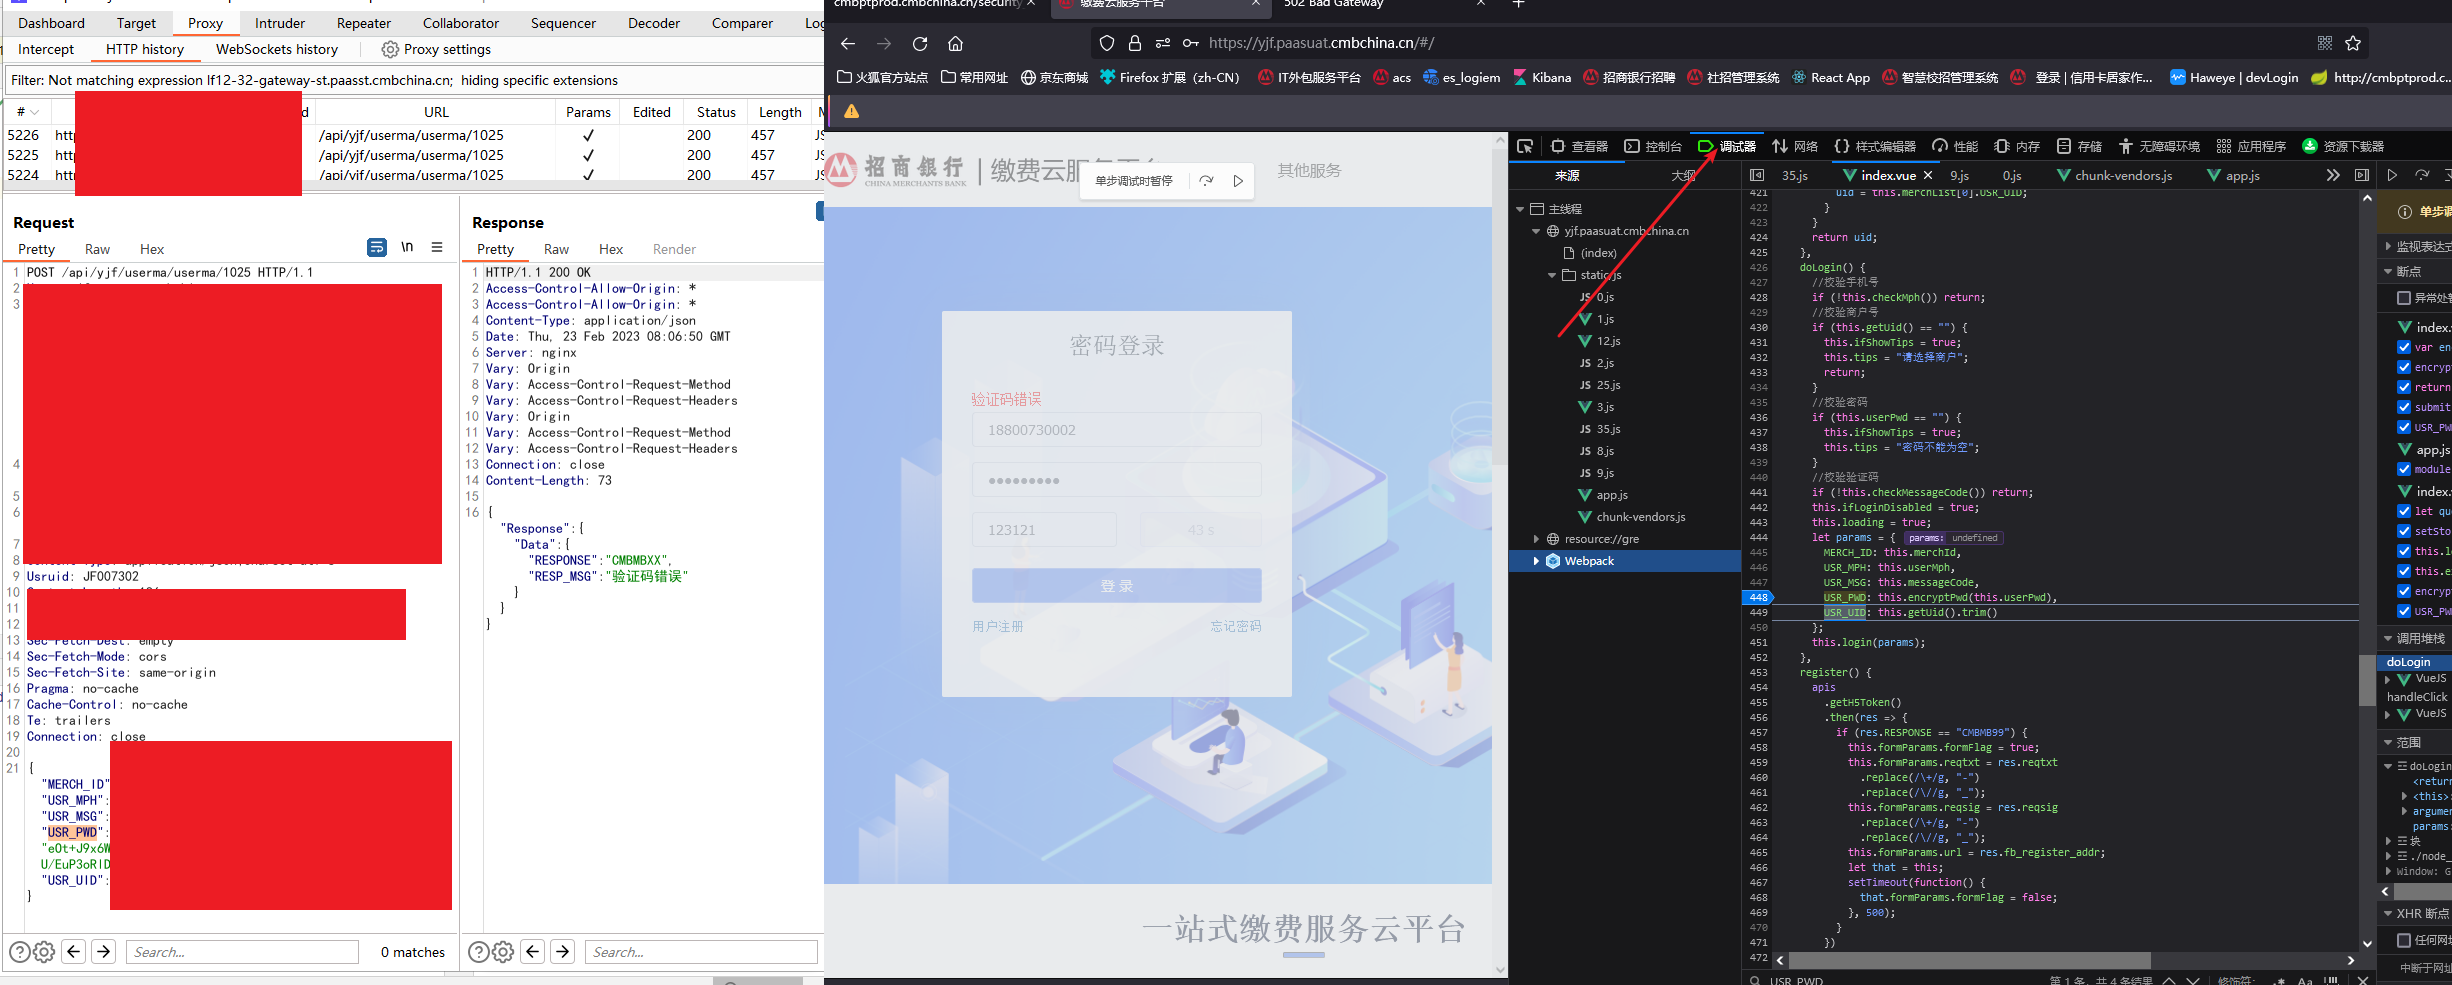 Dashboard Target Proxy Intruder Repeater Collaborator Sequencer Decoder Comparer
Intercept HTTP history WebSockets history Proxy settings
Filter: Not matching expression lf12-32-gateway-st.paasst.cmbchina.cn; hiding specific extensions
# URL Params Edited Status Length
5226 /api/yjf/userma/userma/1025 ✓ 200 457
5225 /api/yjf/userma/userma/1025 ✓ 200 457
5224 /api/yjf/userma/userma/1025 ✓ 200 457
Request
Pretty Raw Hex
\n
1 POST /api/yjf/userma/userma/1025 HTTP/1.1
2
3
4
5
6
7
8
9 Usruid: JF007302
10
11
12
13 Sec-Fetch-Dest: empty
14 Sec-Fetch-Mode: cors
15 Sec-Fetch-Site: same-origin
16 Pragma: no-cache
17 Cache-Control: no-cache
18 Te: trailers
19 Connection: close
20
21 {
"MERCH_ID"
"USR_MPH":
"USR_MSG":
"USR_PWD":
"eOt+J9x6W
U/EuP3oRID
"USR_UID":
}
Search...
0 matches
Response
Pretty Raw Hex Render
1 HTTP/1.1 200 OK
2 Access-Control-Allow-Origin: *
3 Access-Control-Allow-Origin: *
4 Content-Type: application/json
5 Date: Thu, 23 Feb 2023 08:06:50 GMT
6 Server: nginx
7 Vary: Origin
8 Vary: Access-Control-Request-Method
9 Vary: Access-Control-Request-Headers
10 Vary: Origin
11 Vary: Access-Control-Request-Method
12 Vary: Access-Control-Request-Headers
13 Connection: close
14 Content-Length: 73
15
16 {
"Response":{
"Data":{
"RESPONSE":"CMBMBXX",
"RESP_MSG":"验证码错误"
}
}
}
Search...
cmbptprod.cmbchina.cn/security
缴费云服务平台
502 Bad Gateway
https://yjf.paasuat.cmbchina.cn/#/
火狐官方站点 常用网址 京东商城 Firefox 扩展 (zh-CN) IT外包服务平台 acs es_logiem Kibana 招商银行招聘 社招管理系统 React App 智慧校招管理系统 登录 | 信用卡居家作... Haweye | devLogin http://cmbptprod.c...
招商银行
CHINA MERCHANTS BANK
缴费云服务平台
其他服务
单步调试时暂停
密码登录
验证码错误
18800730002
●●●●●●●●●
123121
43 s
登 录
用户注册
忘记密码
一站式缴费服务云平台
查看器 控制台 调试器 网络 样式编辑器 性能 内存 存储 无障碍环境 应用程序 资源下载器
来源 大纲
主线程
yjf.paasuat.cmbchina.cn
(index)
static/js
JS 0.js
1.js
12.js
JS 2.js
JS 25.js
3.js
JS 35.js
JS 8.js
JS 9.js
app.js
chunk-vendors.js
resource://gre
Webpack
35.js index.vue 9.js 0.js chunk-vendors.js app.js
421 uid = this.merchList[0].USR_UID;
422 }
423 }
424 return uid;
425 },
426 doLogin() {
427 //校验手机号
428 if (!this.checkMph()) return;
429 //校验商户号
430 if (this.getUid() == "") {
431 this.ifShowTips = true;
432 this.tips = "请选择商户";
433 return;
434 }
435 //校验密码
436 if (this.userPwd == "") {
437 this.ifShowTips = true;
438 this.tips = "密码不能为空";
439 }
440 //校验验证码
441 if (!this.checkMessageCode()) return;
442 this.ifLoginDisabled = true;
443 this.loading = true;
444 let params = { params: undefined
445 MERCH_ID: this.merchId,
446 USR_MPH: this.userMph,
447 USR_MSG: this.messageCode,
448 USR_PWD: this.encryptPwd(this.userPwd),
449 USR_UID: this.getUid().trim()
450 };
451 this.login(params);
452 },
453 register() {
454 apis
455 .getH5Token()
456 .then(res => {
457 if (res.RESPONSE == "CMBMB99") {
458 this.formParams.formFlag = true;
459 this.formParams.reqtxt = res.reqtxt
460 .replace(/\+/g, "-")
461 .replace(/\//g, "_");
462 this.formParams.reqsig = res.reqsig
463 .replace(/\+/g, "-")
464 .replace(/\//g, "_");
465 this.formParams.url = res.fb_register_addr;
466 let that = this;
467 setTimeout(function() {
468 that.formParams.formFlag = false;
469 }, 500);
470 }
471 })
472
USR_PWD
第 1 条，共 4 条结果
修饰符:
Aa
单步调
监视表达式
断点
异常处
index.
var en
encryp
return
submit
USR_PW
app.js
module
index.
let qu
setSto
this.l
this.e
encryp
USR_PW
调用堆栈
doLogin
VueJS
handleClick
VueJS
范围
doLogin
<retur
<this>
argumen
params:
块
./node_
Window: G
XHR 断点
任何网址
中断于网址